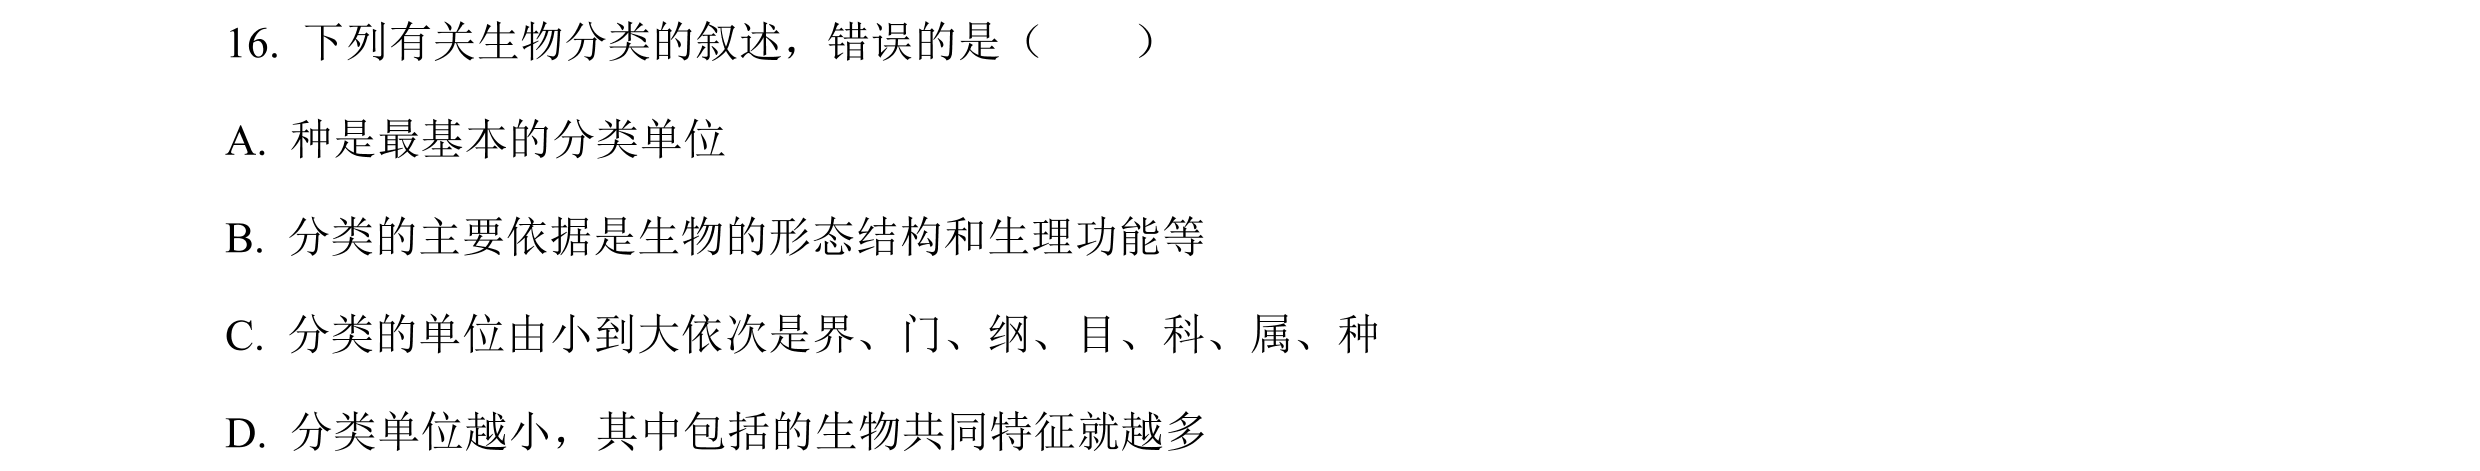 16. 下列有关生物分类的叙述，错误的是（　　）
A. 种是最基本的分类单位
B. 分类的主要依据是生物的形态结构和生理功能等
C. 分类的单位由小到大依次是界、门、纲、目、科、属、种
D. 分类单位越小，其中包括的生物共同特征就越多